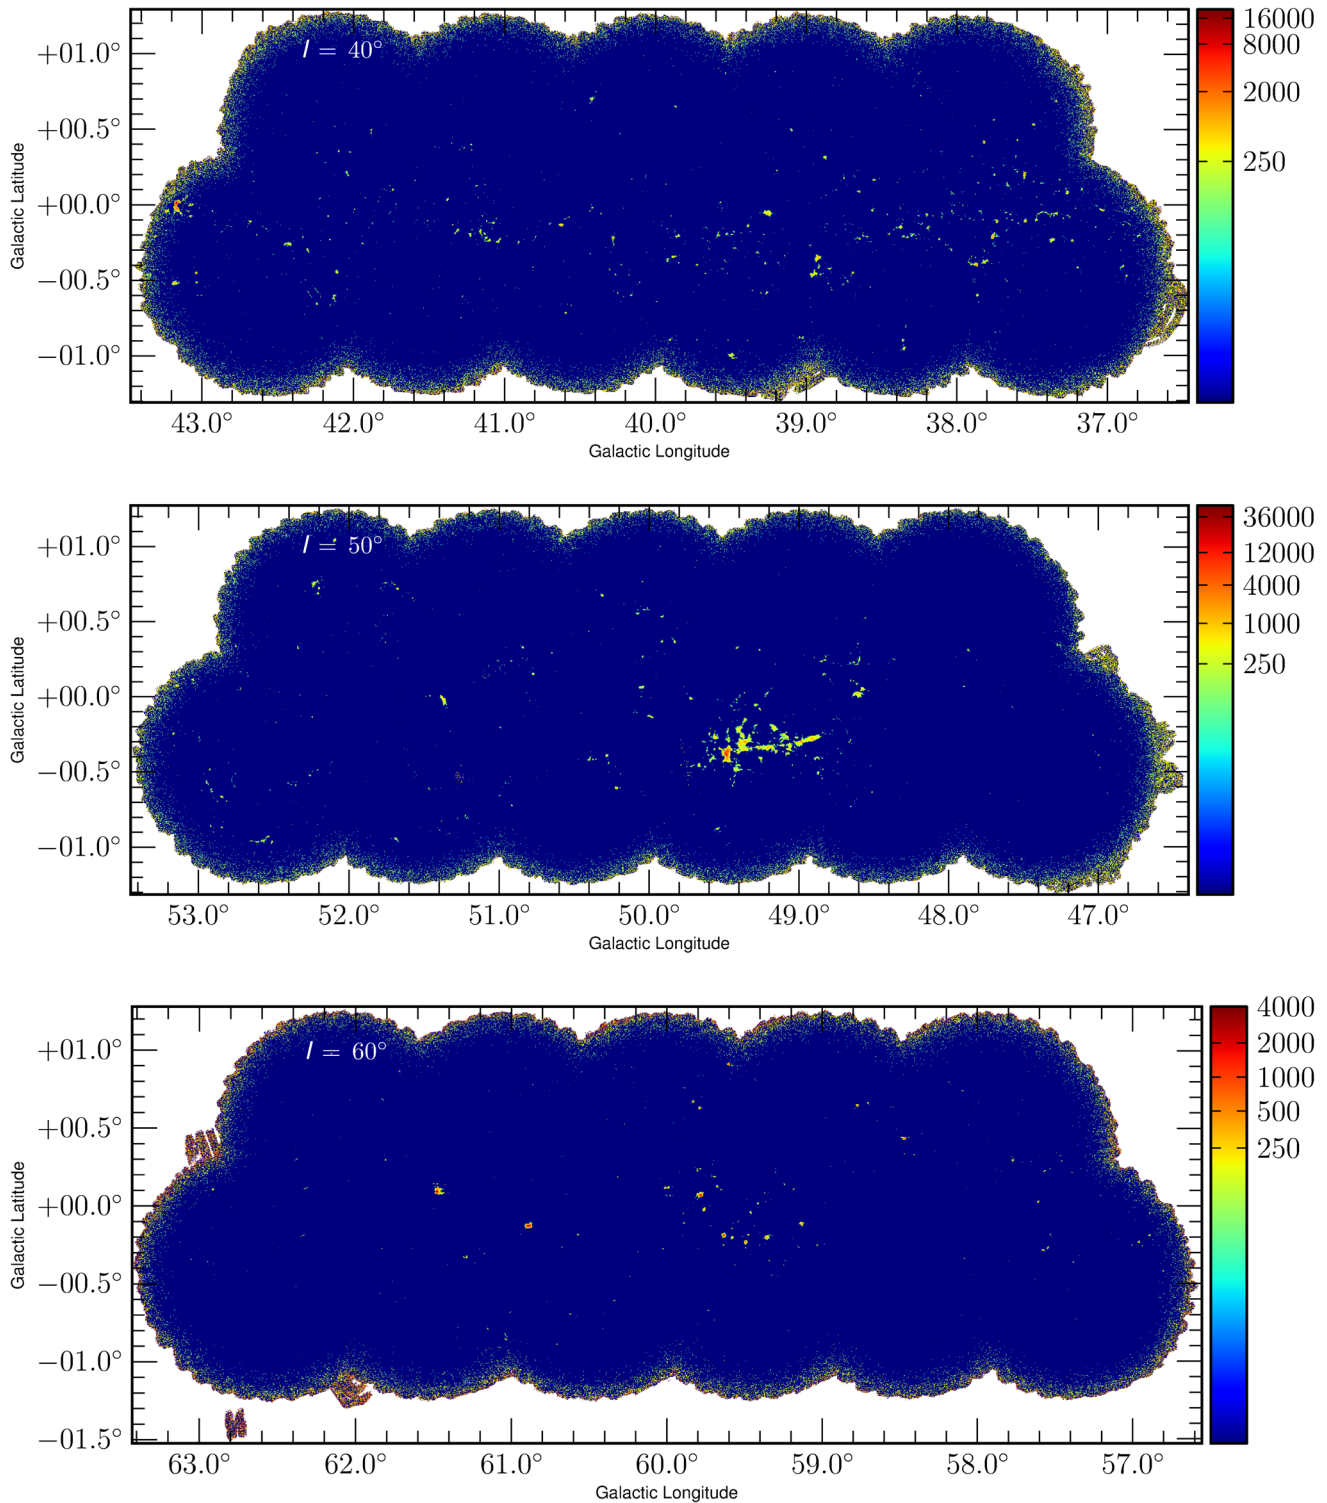 l = 40°
+01.0°
+00.5°
+00.0°
−00.5°
−01.0°
Galactic Latitude
43.0° 42.0° 41.0° 40.0° 39.0° 38.0° 37.0°
Galactic Longitude
16000
8000
2000
250
l = 50°
+01.0°
+00.5°
+00.0°
−00.5°
−01.0°
Galactic Latitude
53.0° 52.0° 51.0° 50.0° 49.0° 48.0° 47.0°
Galactic Longitude
36000
12000
4000
1000
250
l = 60°
+01.0°
+00.5°
+00.0°
−00.5°
−01.0°
−01.5°
Galactic Latitude
63.0° 62.0° 61.0° 60.0° 59.0° 58.0° 57.0°
Galactic Longitude
4000
2000
1000
500
250